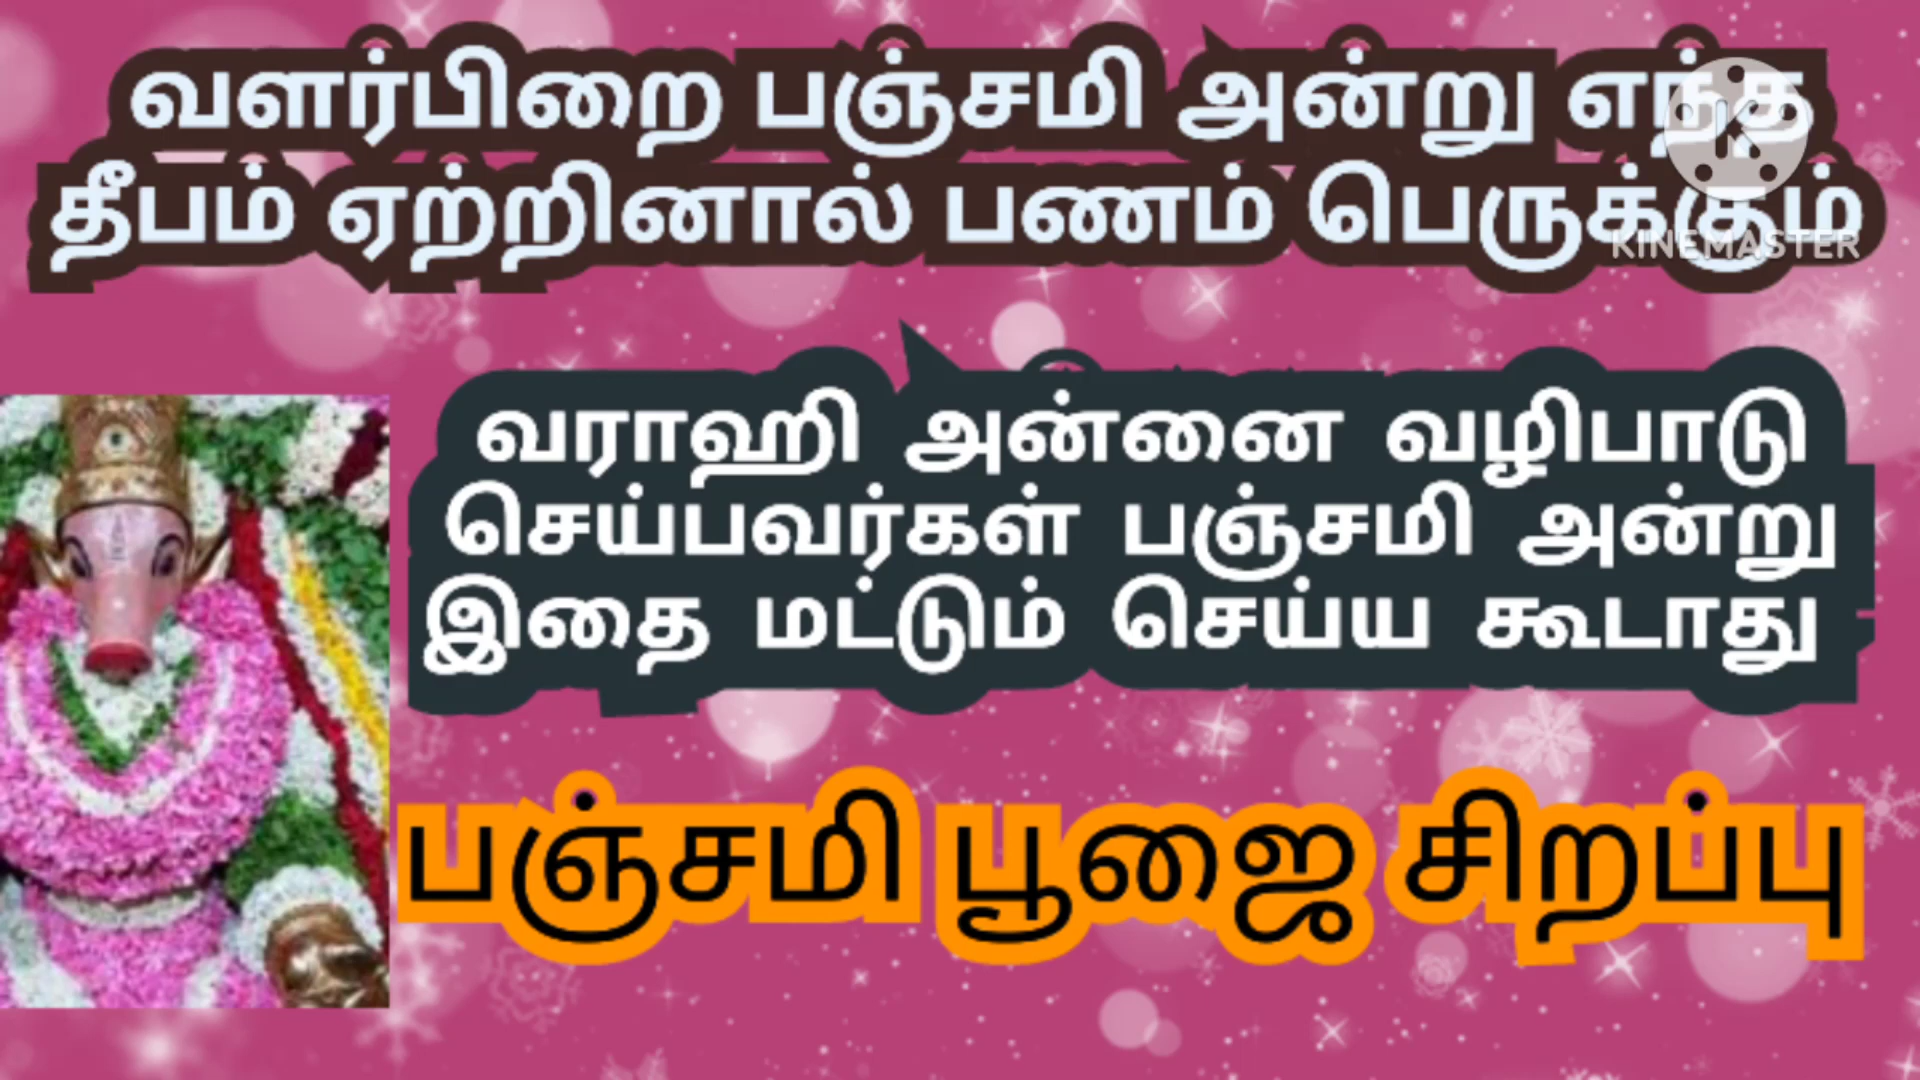 வளர்பிறை பஞ்சமி அன்று எந்த
தீபம் ஏற்றினால் பணம் பெருக்கும்
KINEMASTER
வராஹி அன்னை வழிபாடு
செய்பவர்கள் பஞ்சமி அன்று
இதை மட்டும் செய்ய கூடாது
பஞ்சமி பூஜை சிறப்பு